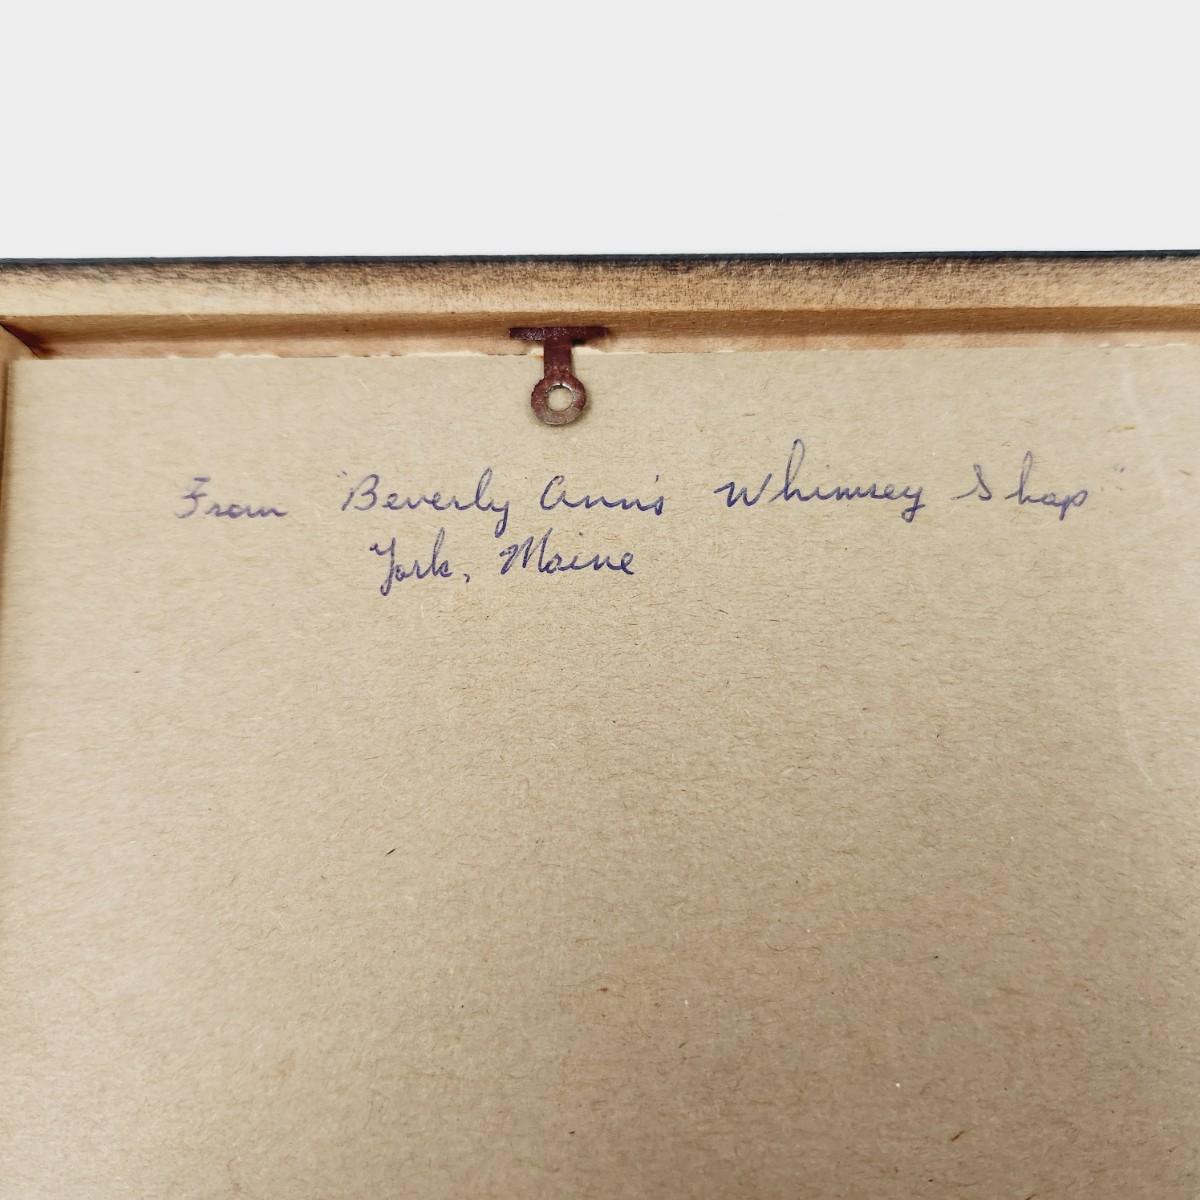 From "Beverly Ann's Whimsey Shop"
York, Maine